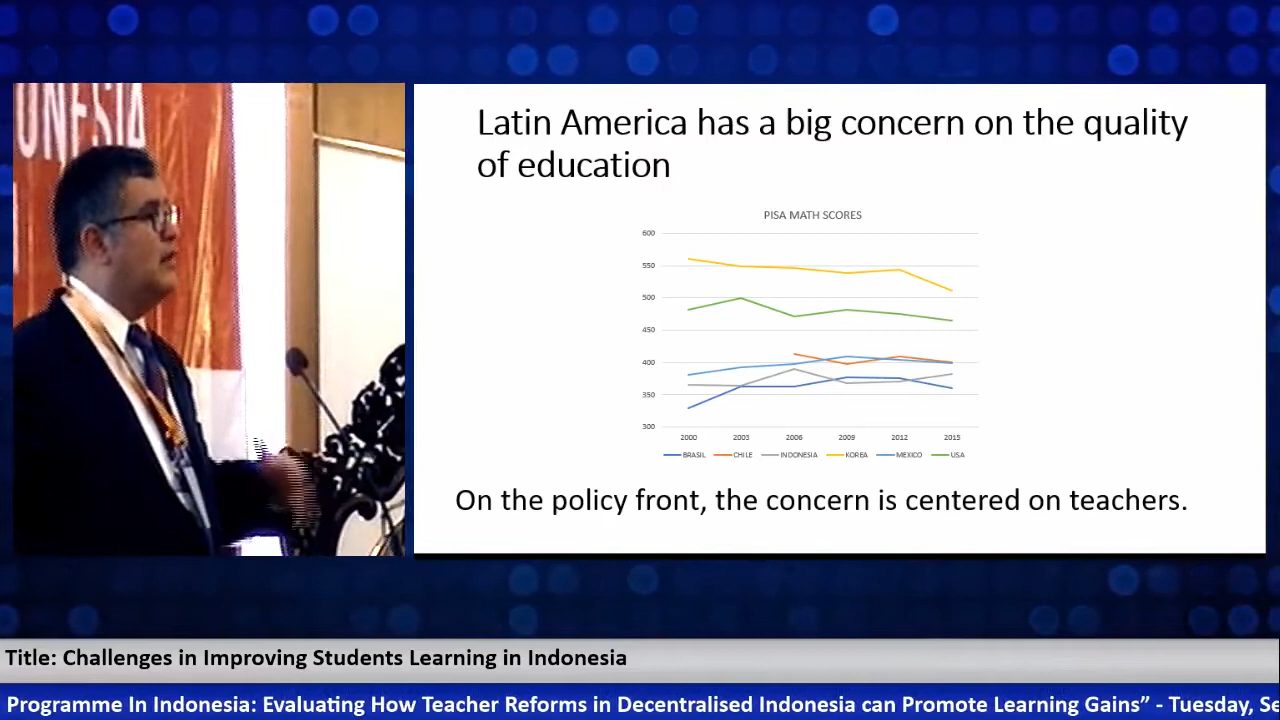 Latin America has a big concern on the quality
of education
PISA MATH SCORES
600
550
500
450
400
350
300
2000 2003 2006 2009 2012 2015
BRASIL CHILE INDONESIA KOREA MEXICO USA
On the policy front, the concern is centered on teachers.
Title: Challenges in Improving Students Learning in Indonesia
Programme In Indonesia: Evaluating How Teacher Reforms in Decentralised Indonesia can Promote Learning Gains” - Tuesday, Se